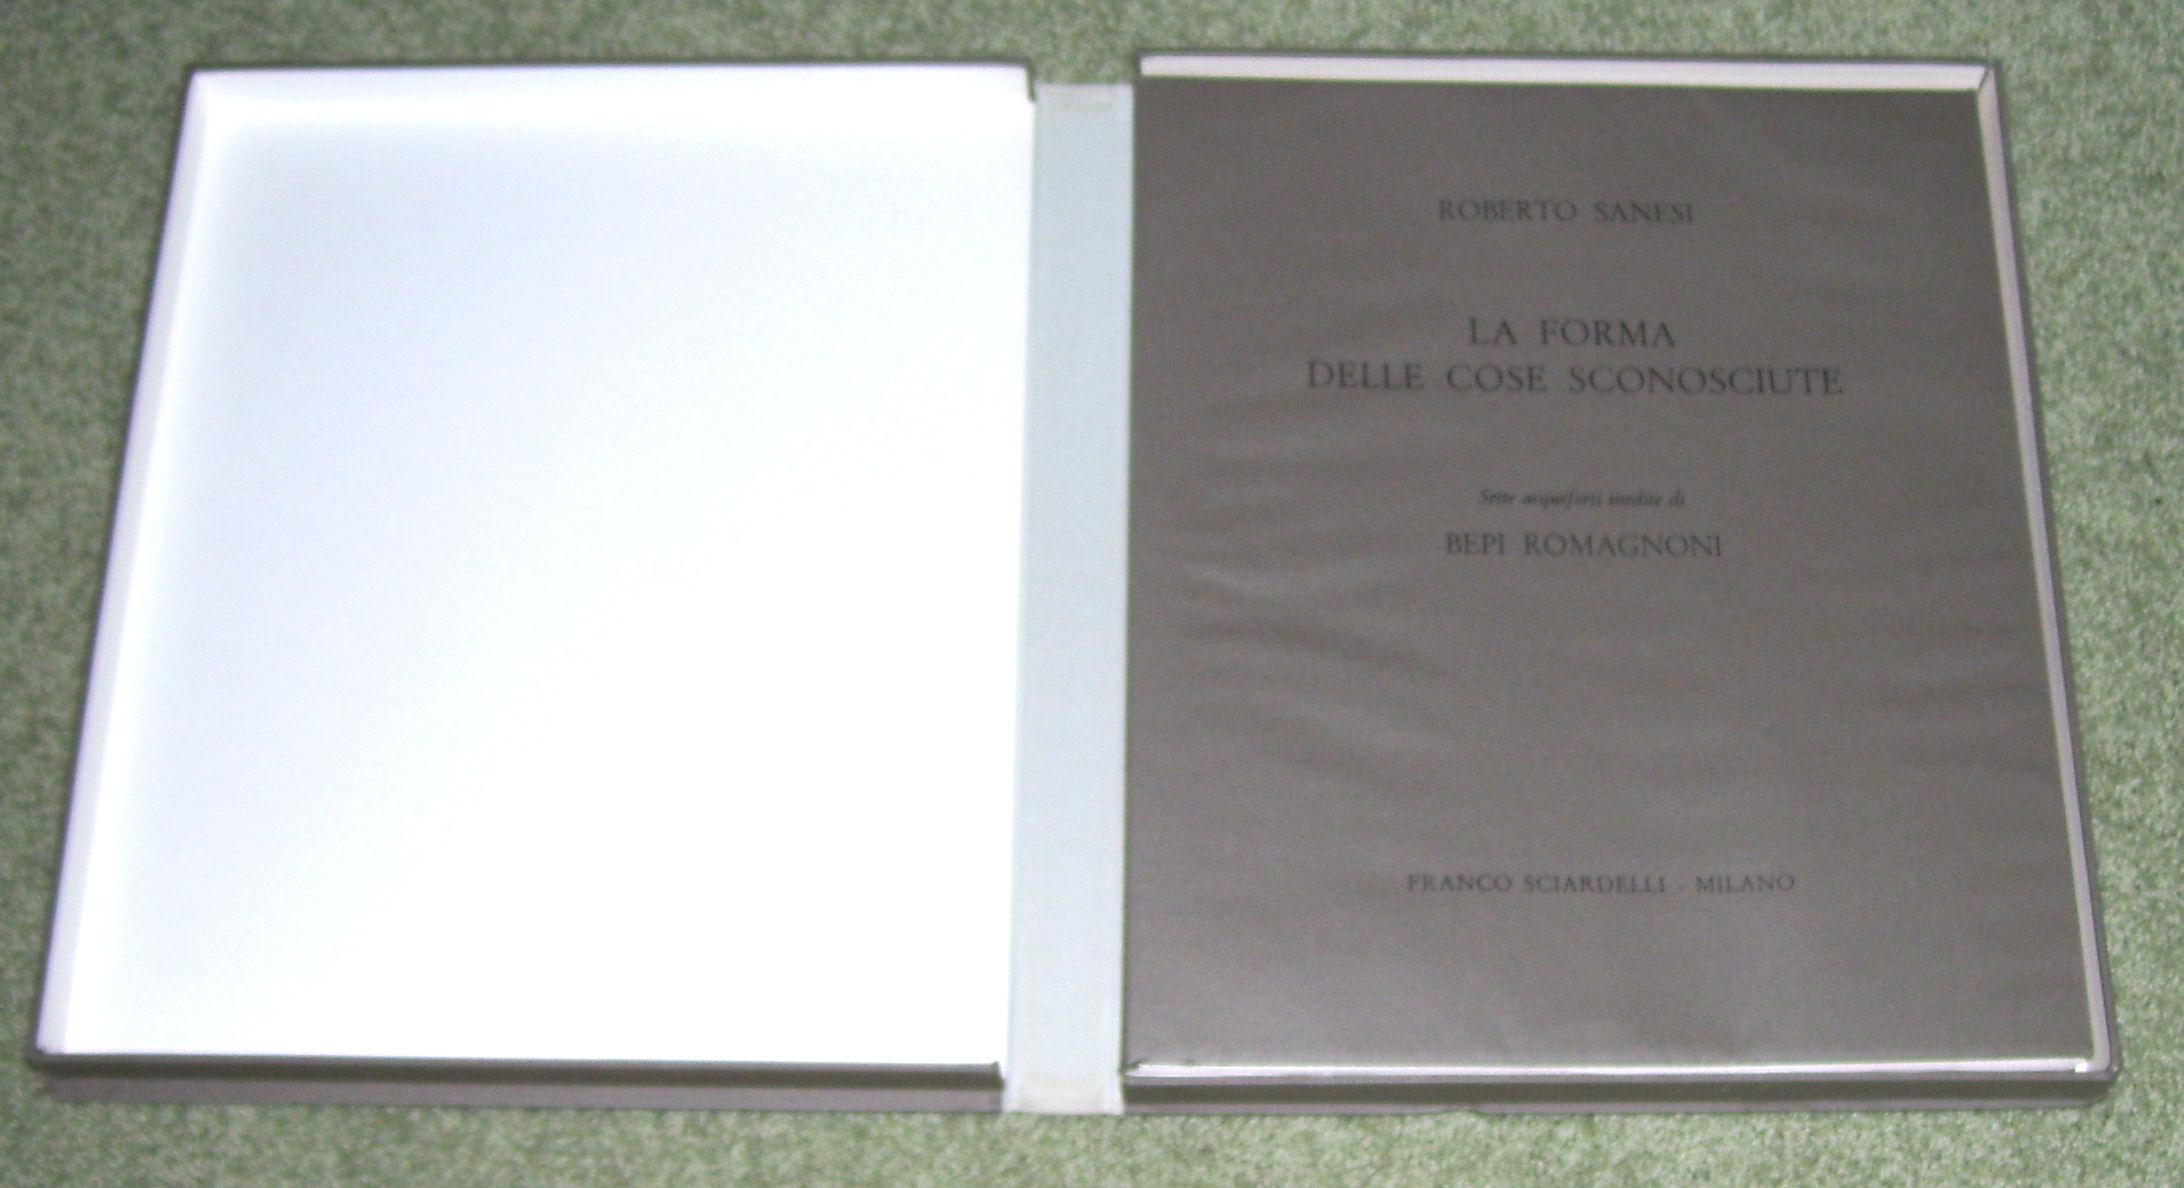 ROBERTO SANESI
LA FORMA
DELLE COSE SCONOSCIUTE
Sette acqueforti inedite di
BEPI ROMAGNONI
FRANCO SCIARDELLI - MILANO